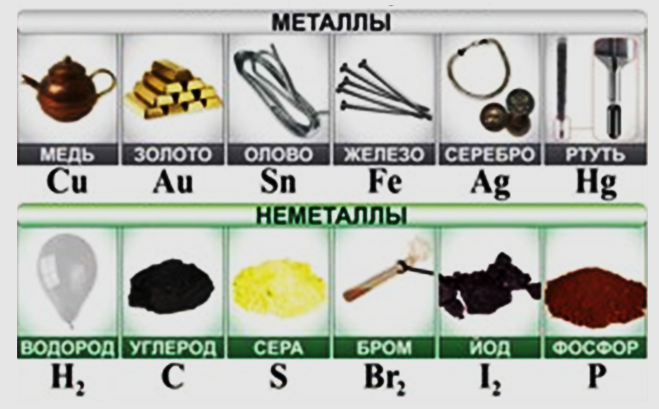 МЕТАЛЛЫ
МЕДЬ ЗОЛОТО ОЛОВО ЖЕЛЕЗО СЕРЕБРО РТУТЬ
Cu Au Sn Fe Ag Hg
НЕМЕТАЛЛЫ
ВОДОРОД УГЛЕРОД СЕРА БРОМ ЙОД ФОСФОР
H₂ C S Br₂ I₂ P